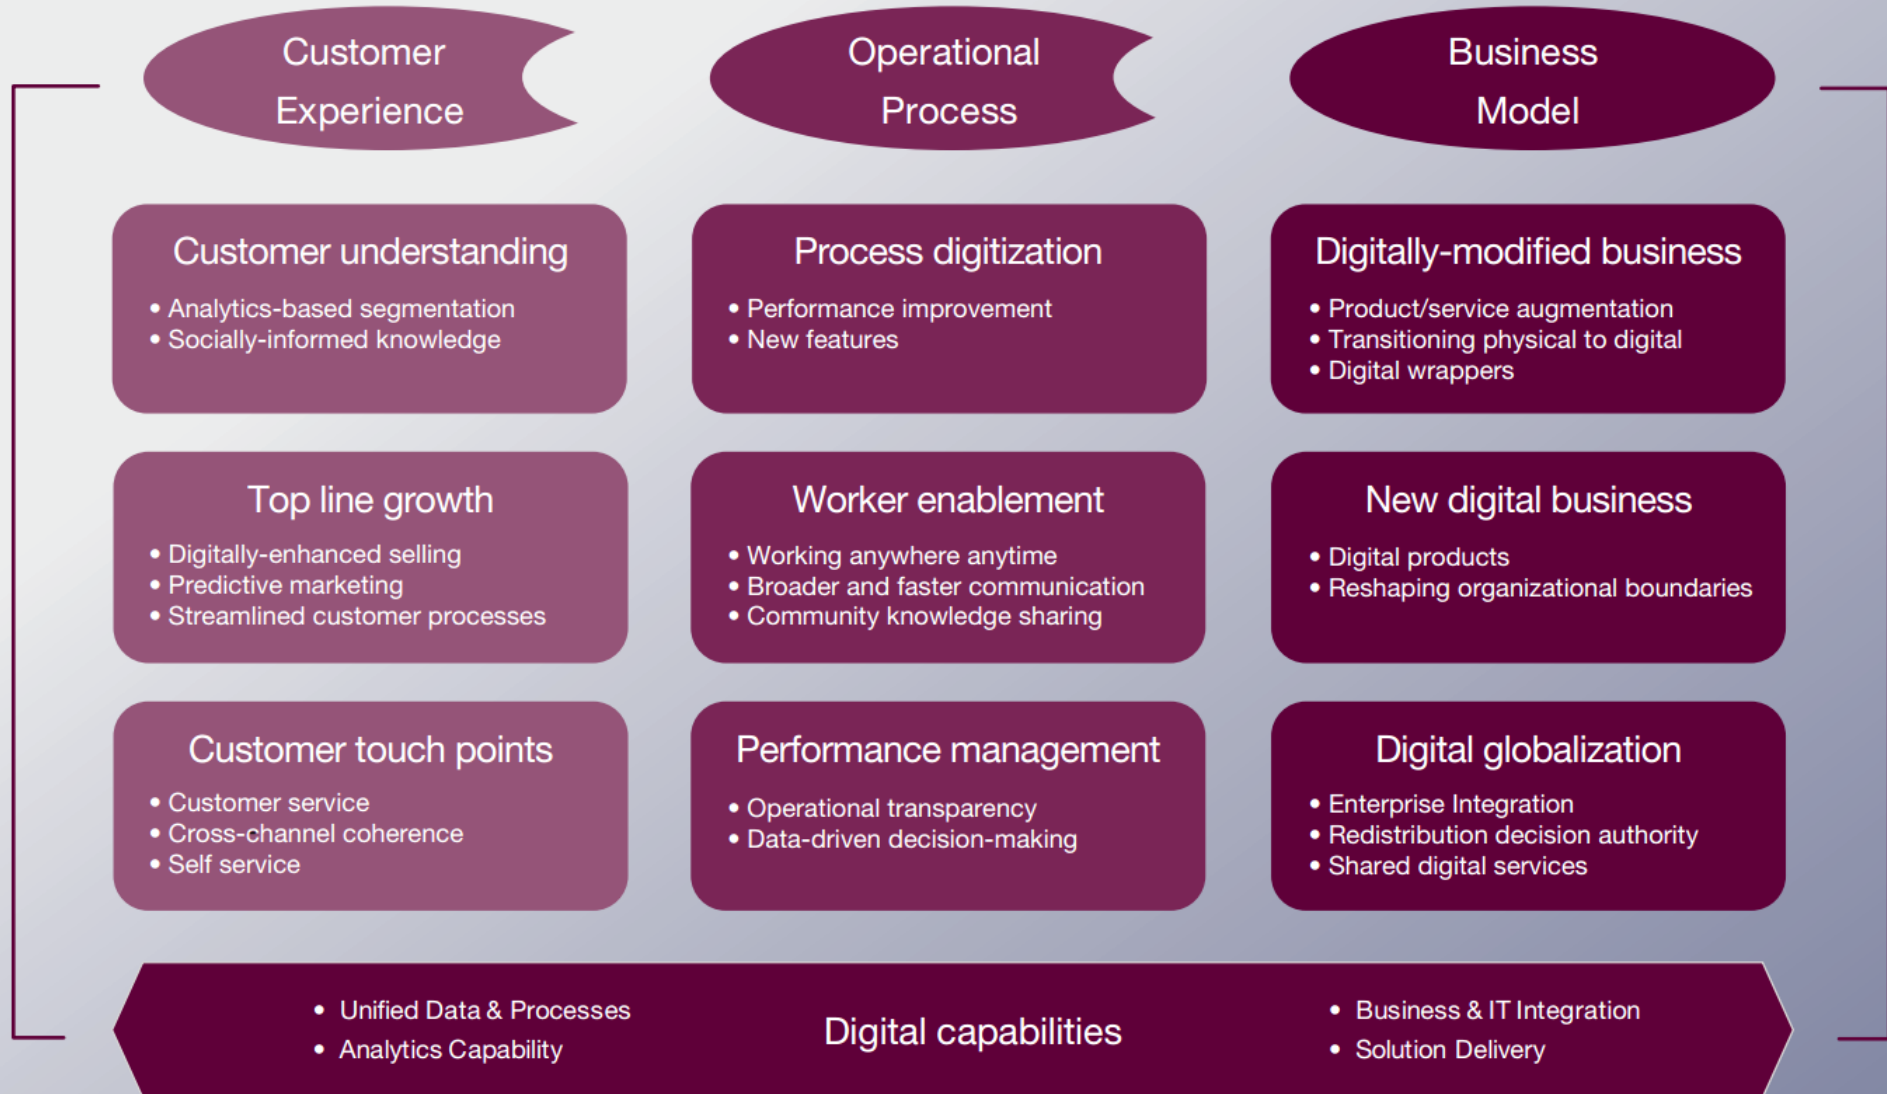 Customer
Experience
Operational
Process
Business
Model
Customer understanding
• Analytics-based segmentation
• Socially-informed knowledge
Process digitization
• Performance improvement
• New features
Digitally-modified business
• Product/service augmentation
• Transitioning physical to digital
• Digital wrappers
Top line growth
• Digitally-enhanced selling
• Predictive marketing
• Streamlined customer processes
Worker enablement
• Working anywhere anytime
• Broader and faster communication
• Community knowledge sharing
New digital business
• Digital products
• Reshaping organizational boundaries
Customer touch points
• Customer service
• Cross-channel coherence
• Self service
Performance management
• Operational transparency
• Data-driven decision-making
Digital globalization
• Enterprise Integration
• Redistribution decision authority
• Shared digital services
• Unified Data & Processes
• Analytics Capability
Digital capabilities
• Business & IT Integration
• Solution Delivery